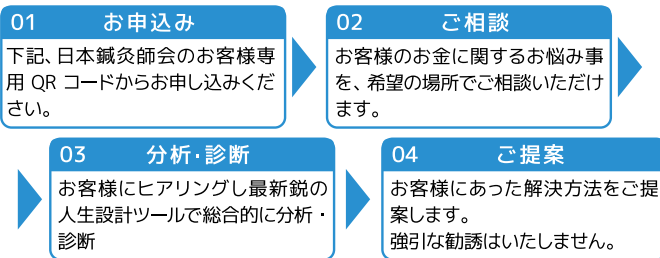 01 お申込み
下記、日本鍼灸師会のお客様専
用 QR コードからお申し込みくだ
さい。
02 ご相談
お客様のお金に関するお悩み事
を、希望の場所でご相談いただけ
ます。
03 分析・診断
お客様にヒアリングし最新鋭の
人生設計ツールで総合的に分析・
診断
04 ご提案
お客様にあった解決方法をご提
案します。
強引な勧誘はいたしません。